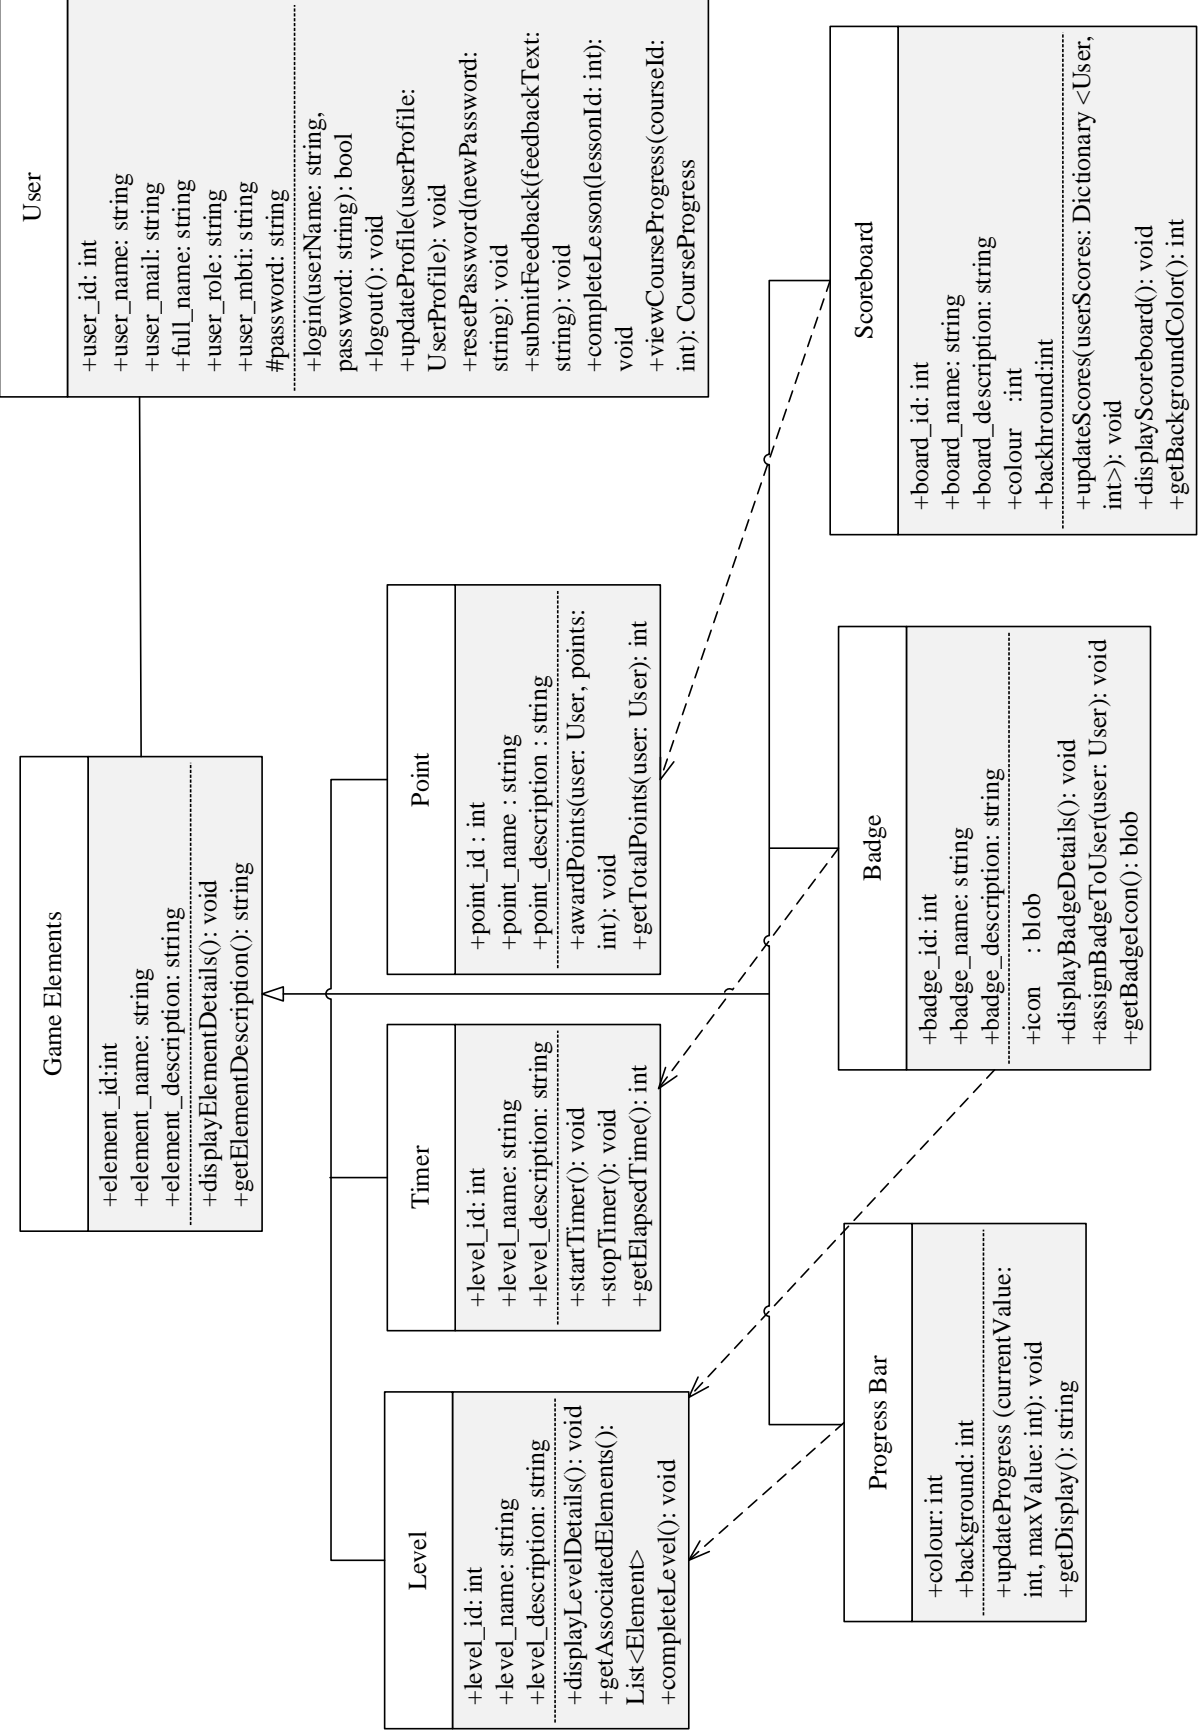 Game Elements
+element_id:int
+element_name: string
+element_description: string
+displayElementDetails(): void
+getElementDescription(): string
User
+user_id: int
+user_name: string
+user_mail: string
+full_name: string
+user_role: string
+user_mbti: string
#password: string
+login(userName: string,
password: string): bool
+logout(): void
+updateProfile(userProfile:
UserProfile): void
+resetPassword(newPassword:
string): void
+submitFeedback(feedbackText:
string): void
+completeLesson(lessonId: int):
void
+viewCourseProgress(courseId:
int): CourseProgress
Level
+level_id: int
+level_name: string
+level_description: string
+displayLevelDetails(): void
+getAssociatedElements():
List<Element>
+completeLevel(): void
Timer
+level_id: int
+level_name: string
+level_description: string
+startTimer(): void
+stopTimer(): void
+getElapsedTime(): int
Point
+point_id : int
+point_name : string
+point_description : string
+awardPoints(user: User, points:
int): void
+getTotalPoints(user: User): int
Progress Bar
+colour: int
+background: int
+updateProgress (currentValue:
int, maxValue: int): void
+getDisplay(): string
Badge
+badge_id: int
+badge_name: string
+badge_description: string
+icon : blob
+displayBadgeDetails(): void
+assignBadgeToUser(user: User): void
+getBadgeIcon(): blob
Scoreboard
+board_id: int
+board_name: string
+board_description: string
+colour :int
+backhround:int
+updateScores(userScores: Dictionary <User,
int>): void
+displayScoreboard(): void
+getBackgroundColor(): int